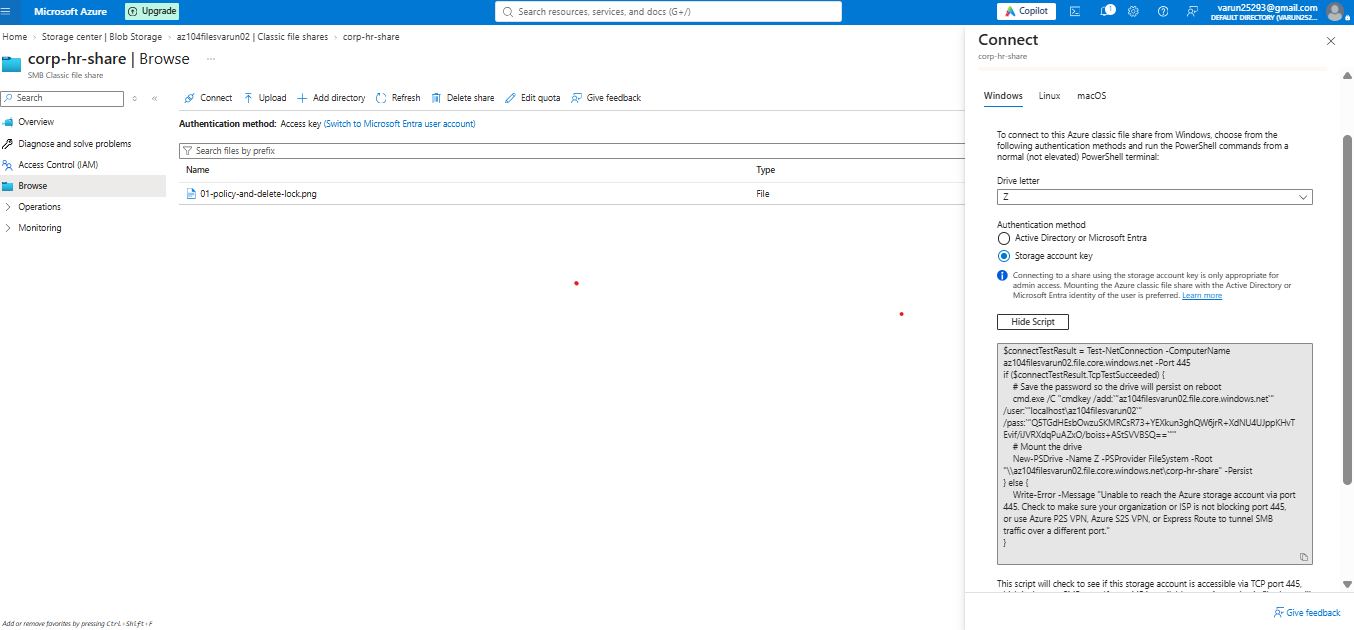 Microsoft Azure
Upgrade
Search resources, services, and docs (G+/)
Copilot
1
varun25293@gmail.com
DEFAULT DIRECTORY (VARUN252...
Home > Storage center | Blob Storage > az104filesvarun02 | Classic file shares > corp-hr-share
corp-hr-share | Browse ...
SMB Classic file share
Search
Overview
Diagnose and solve problems
Access Control (IAM)
Browse
Operations
Monitoring
Connect
Upload
Add directory
Refresh
Delete share
Edit quota
Give feedback
Authentication method: Access key (Switch to Microsoft Entra user account)
Search files by prefix
Name
Type
01-policy-and-delete-lock.png
File
Add or remove favorites by pressing Ctrl+Shift+F
Connect
corp-hr-share
Windows
Linux
macOS
To connect to this Azure classic file share from Windows, choose from the
following authentication methods and run the PowerShell commands from a
normal (not elevated) PowerShell terminal:
Drive letter
Z
Authentication method
Active Directory or Microsoft Entra
Storage account key
Connecting to a share using the storage account key is only appropriate for
admin access. Mounting the Azure classic file share with the Active Directory or
Microsoft Entra identity of the user is preferred. Learn more
Hide Script
$connectTestResult = Test-NetConnection -ComputerName
az104filesvarun02.file.core.windows.net -Port 445
if ($connectTestResult.TcpTestSucceeded) {
# Save the password so the drive will persist on reboot
cmd.exe /C "cmdkey /add:`"az104filesvarun02.file.core.windows.net`"
/user:`"localhost\az104filesvarun02`"
/pass:`"Q5TGdHEsbOwzuSKMRCsR73+YEXkun3ghQW6jrR+XdNU4UJppKHvT
Evif/iJVRXdqPuAZxO/boiss+AStSVVBSQ==`""
# Mount the drive
New-PSDrive -Name Z -PSProvider FileSystem -Root
"\\az104filesvarun02.file.core.windows.net\corp-hr-share" -Persist
} else {
Write-Error -Message "Unable to reach the Azure storage account via port
445. Check to make sure your organization or ISP is not blocking port 445,
or use Azure P2S VPN, Azure S2S VPN, or Express Route to tunnel SMB
traffic over a different port."
}
This script will check to see if this storage account is accessible via TCP port 445,
Give feedback